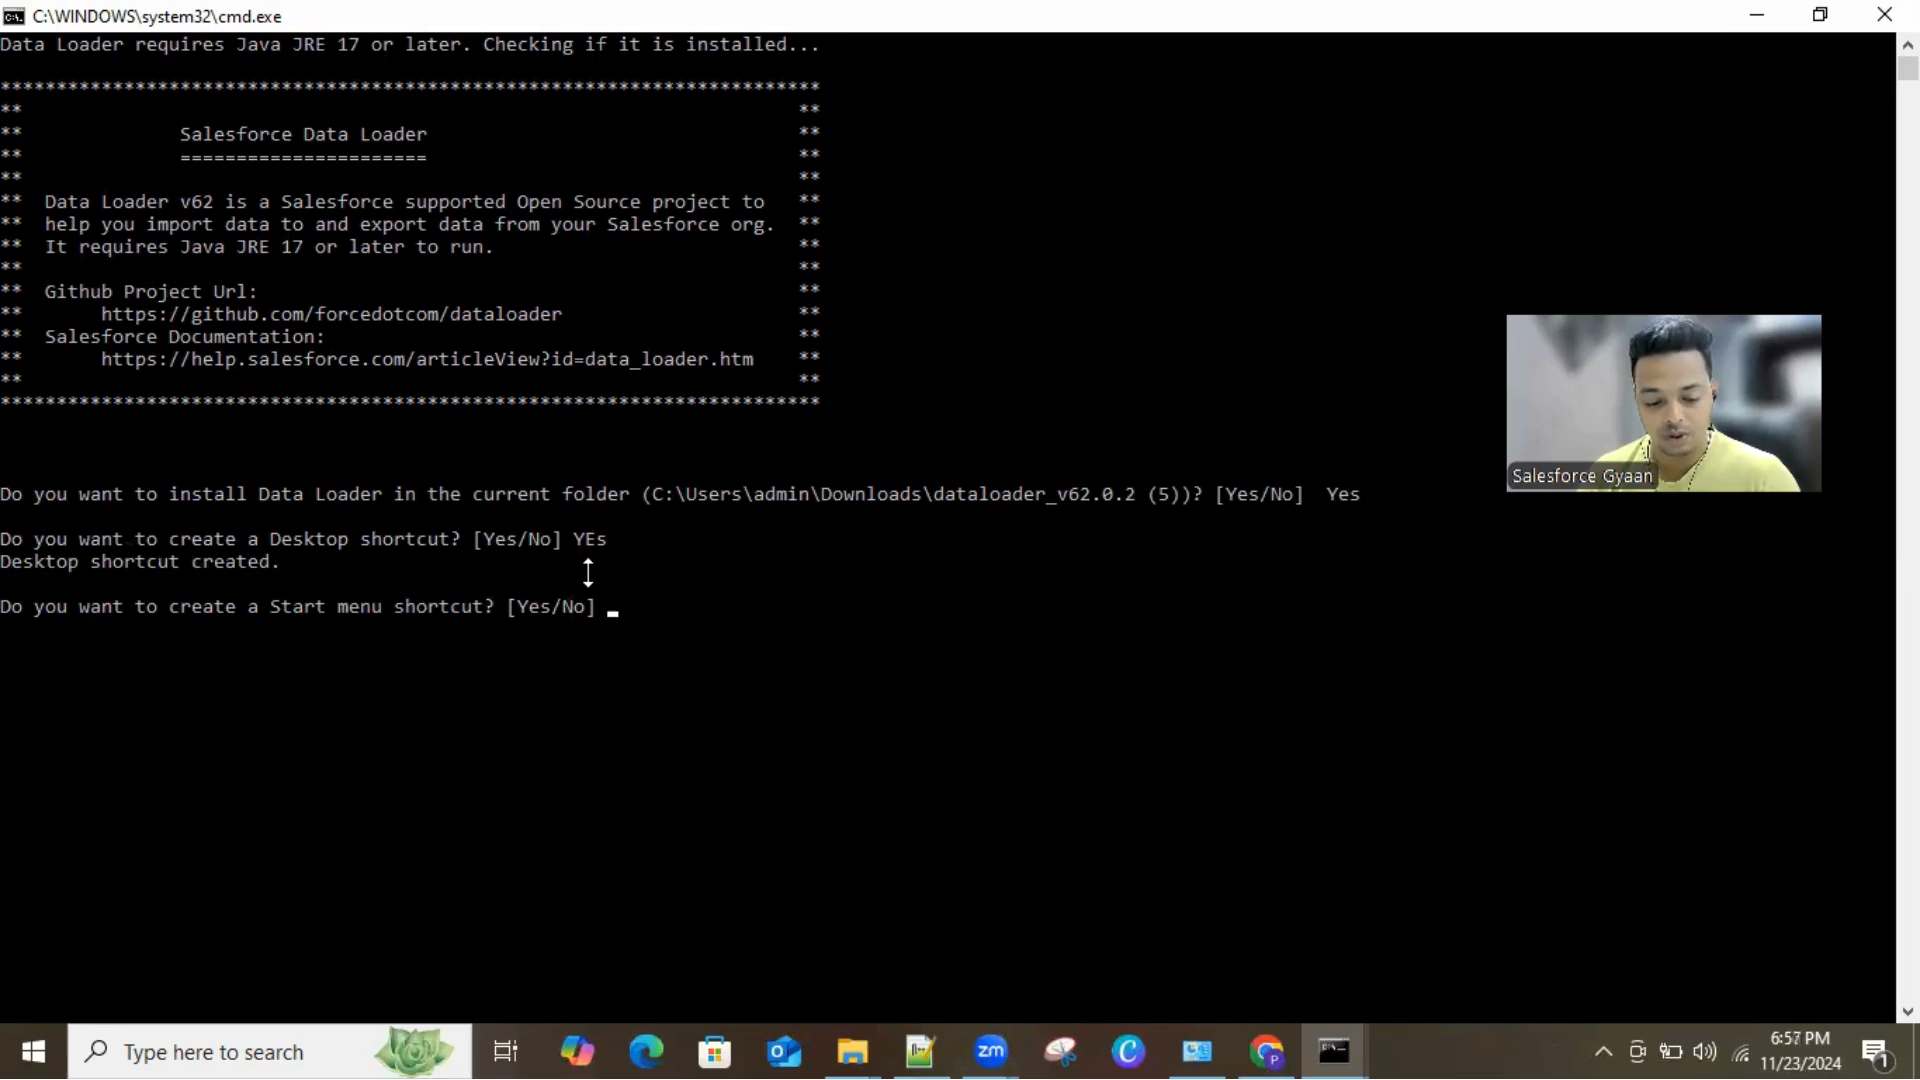 C:\WINDOWS\system32\cmd.exe
Data Loader requires Java JRE 17 or later. Checking if it is installed...
*************************************************************************
** **
** Salesforce Data Loader **
** ====================== **
** **
** Data Loader v62 is a Salesforce supported Open Source project to **
** help you import data to and export data from your Salesforce org. **
** It requires Java JRE 17 or later to run. **
** **
** Github Project Url: **
** https://github.com/forcedotcom/dataloader **
** Salesforce Documentation: **
** https://help.salesforce.com/articleView?id=data_loader.htm **
** **
*************************************************************************
Do you want to install Data Loader in the current folder (C:\Users\admin\Downloads\dataloader_v62.0.2 (5))? [Yes/No] Yes
Do you want to create a Desktop shortcut? [Yes/No] YEs
Desktop shortcut created.
Do you want to create a Start menu shortcut? [Yes/No]
Salesforce Gyaan
Type here to search
zm
6:57 PM
11/23/2024
1